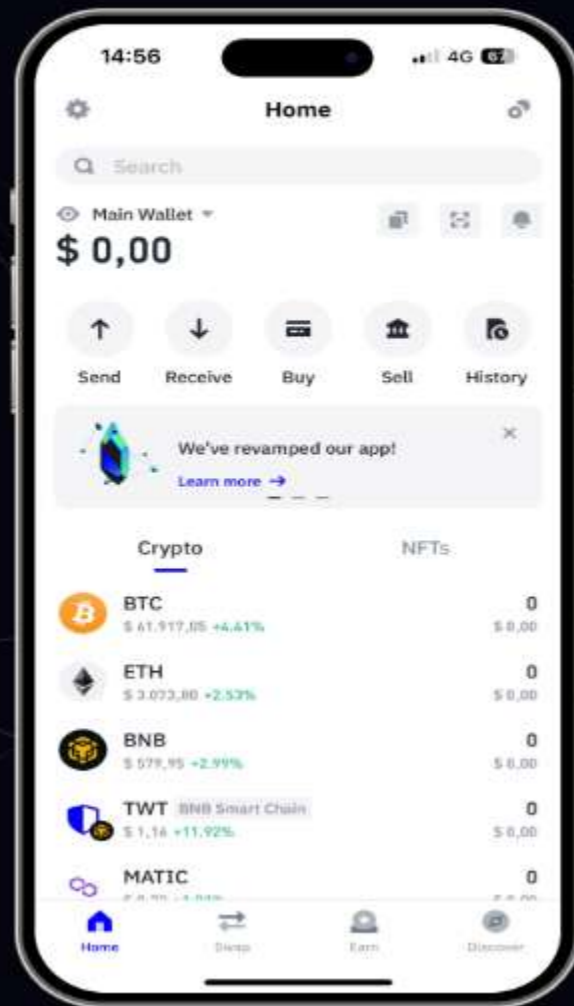 14:56
4G 67
Home
Search
Main Wallet
$ 0,00
Send Receive Buy Sell History
We've revamped our app!
Learn more →
Crypto NFTs
BTC 0
$ 61.917,05 +4.41% $ 0,00
ETH 0
$ 3.073,80 +2.53% $ 0,00
BNB 0
$ 579,95 +2.99% $ 0,00
TWT BNB Smart Chain 0
$ 1,16 +11.92% $ 0,00
MATIC 0
Home Swap Earn Discover